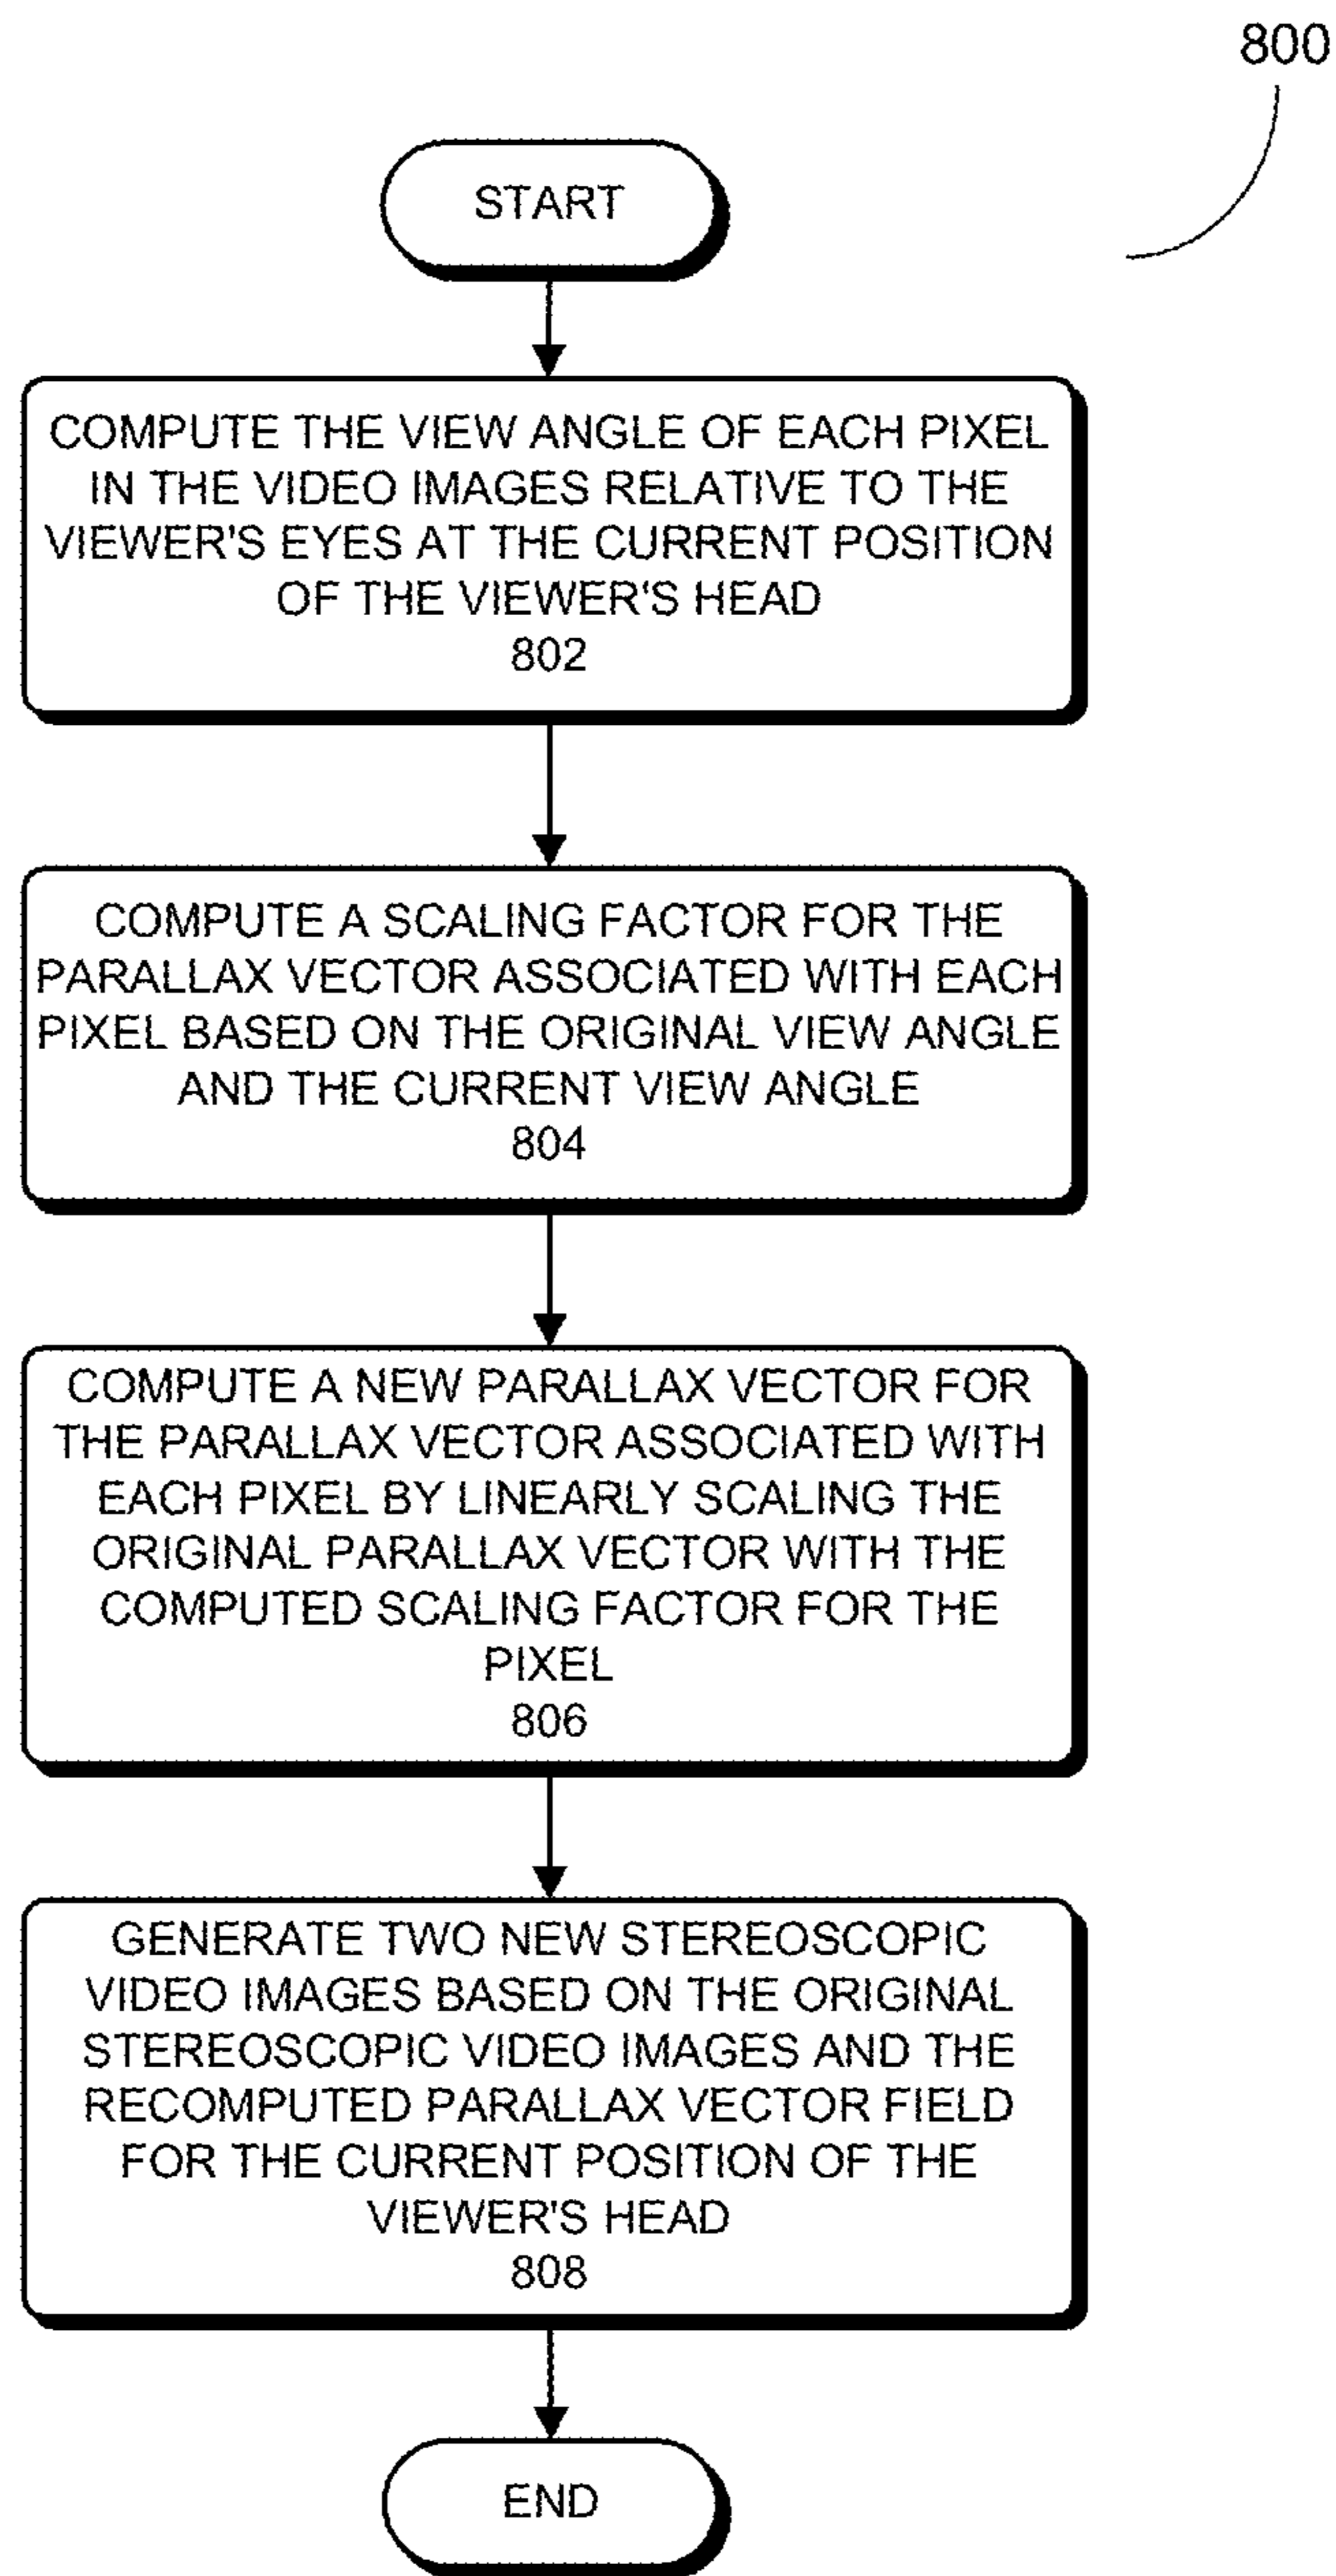 800
START
COMPUTE THE VIEW ANGLE OF EACH PIXEL
IN THE VIDEO IMAGES RELATIVE TO THE
VIEWER'S EYES AT THE CURRENT POSITION
OF THE VIEWER'S HEAD
802
COMPUTE A SCALING FACTOR FOR THE
PARALLAX VECTOR ASSOCIATED WITH EACH
PIXEL BASED ON THE ORIGINAL VIEW ANGLE
AND THE CURRENT VIEW ANGLE
804
COMPUTE A NEW PARALLAX VECTOR FOR
THE PARALLAX VECTOR ASSOCIATED WITH
EACH PIXEL BY LINEARLY SCALING THE
ORIGINAL PARALLAX VECTOR WITH THE
COMPUTED SCALING FACTOR FOR THE
PIXEL
806
GENERATE TWO NEW STEREOSCOPIC
VIDEO IMAGES BASED ON THE ORIGINAL
STEREOSCOPIC VIDEO IMAGES AND THE
RECOMPUTED PARALLAX VECTOR FIELD
FOR THE CURRENT POSITION OF THE
VIEWER'S HEAD
808
END